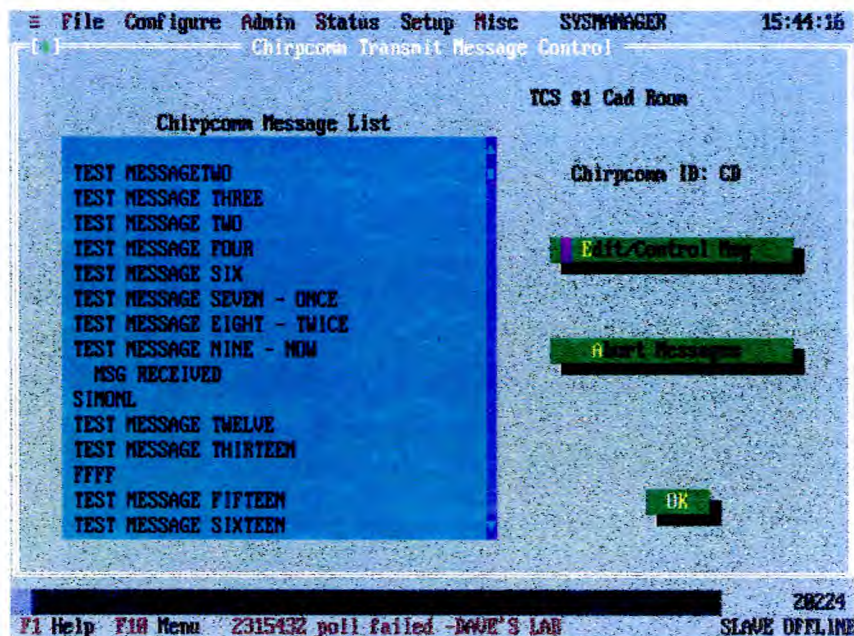 ≡ File Configure Admin Status Setup Misc SYSMANAGER 15:44:16
Chirpcomm Transmit Message Control
TCS #1 Cad Room
Chirpcomm Message List
TEST MESSAGETWO
TEST MESSAGE THREE
TEST MESSAGE TWO
TEST MESSAGE FOUR
TEST MESSAGE SIX
TEST MESSAGE SEVEN - ONCE
TEST MESSAGE EIGHT - TWICE
TEST MESSAGE NINE - NOW
MSG RECEIVED
SIMONL
TEST MESSAGE TWELVE
TEST MESSAGE THIRTEEN
FFFF
TEST MESSAGE FIFTEEN
TEST MESSAGE SIXTEEN
Chirpcomm ID: CD
Edit/Control Msg
Abort Messages
OK
20224
F1 Help F10 Menu 2315432 poll failed -DAVE'S LAB SLAVE OFFLINE